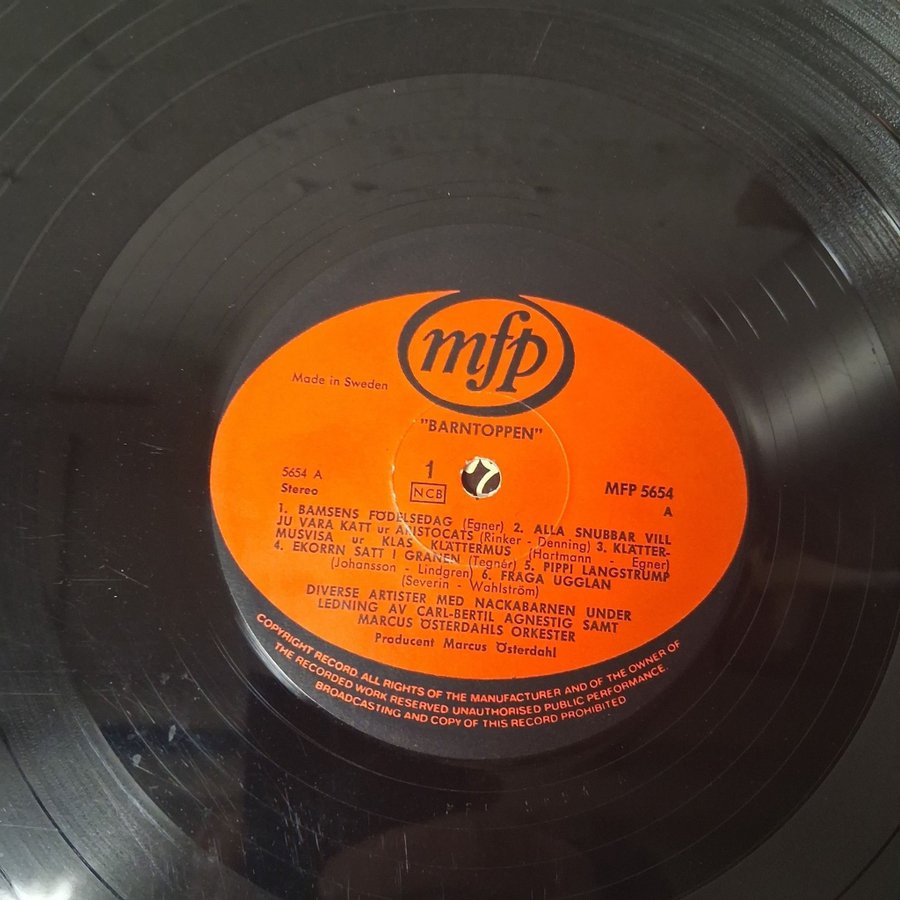 mfp
Made in Sweden
"BARNTOPPEN"
5654 A
Stereo
1
NCB
MFP 5654
A
1. BAMSENS FÖDELSEDAG (Egner) 2. ALLA SNUBBAR VILL
JU VARA KATT ur ARISTOCATS (Rinker - Denning) 3. KLÄTTER-
MUSVISA ur KLAS KLÄTTERMUS (Hartmann - Egner)
4. EKORRN SATT I GRANEN (Tegnér) 5. PIPPI LANGSTRUMP
(Johansson - Lindgren) 6. FRAGA UGGLAN
(Severin - Wahlström)
DIVERSE ARTISTER MED NACKABARNEN UNDER
LEDNING AV CARL-BERTIL AGNESTIG SAMT
MARCUS ÖSTERDAHLS ORKESTER
Producent Marcus Österdahl
COPYRIGHT RECORD. ALL RIGHTS OF THE MANUFACTURER AND OF THE OWNER OF
THE RECORDED WORK RESERVED UNAUTHORISED PUBLIC PERFORMANCE,
BROADCASTING AND COPY OF THIS RECORD PROHIBITED